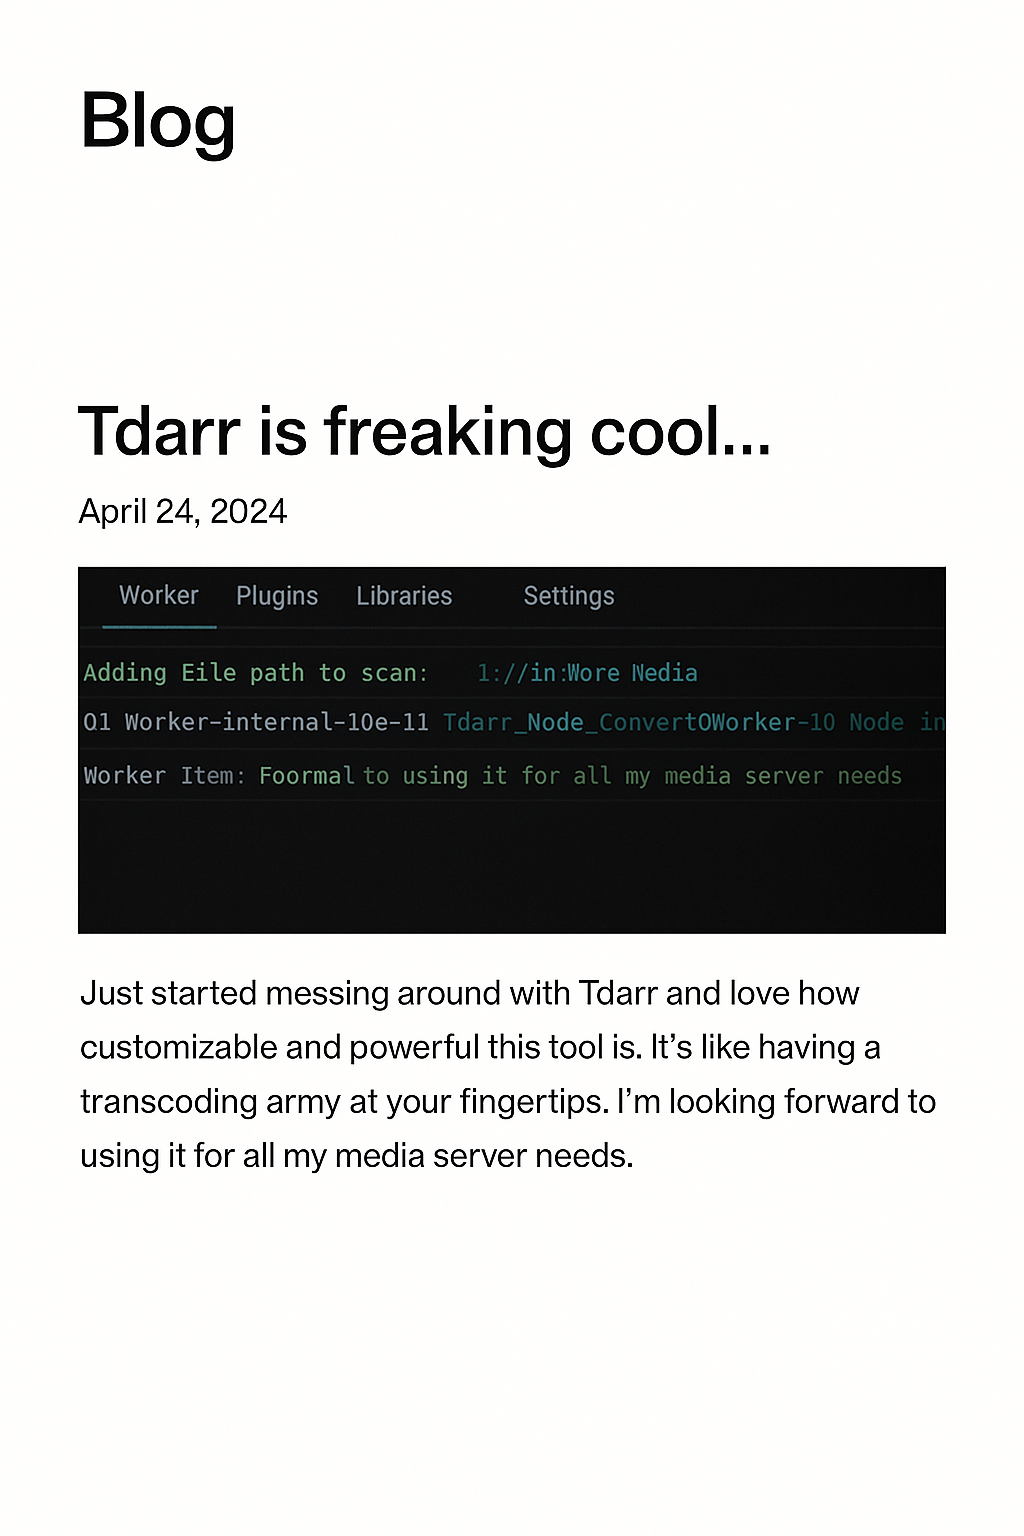 Blog
Tdarr is freaking cool...
April 24, 2024
Worker Plugins Libraries Settings
Adding Eile path to scan: 1://in:Wore Nedia
Q1 Worker-internal-10e-11 Tdarr_Node_ConvertOWorker-10 Node in
Worker Item: Foormal to using it for all my media server needs
Just started messing around with Tdarr and love how
customizable and powerful this tool is. It's like having a
transcoding army at your fingertips. I'm looking forward to
using it for all my media server needs.